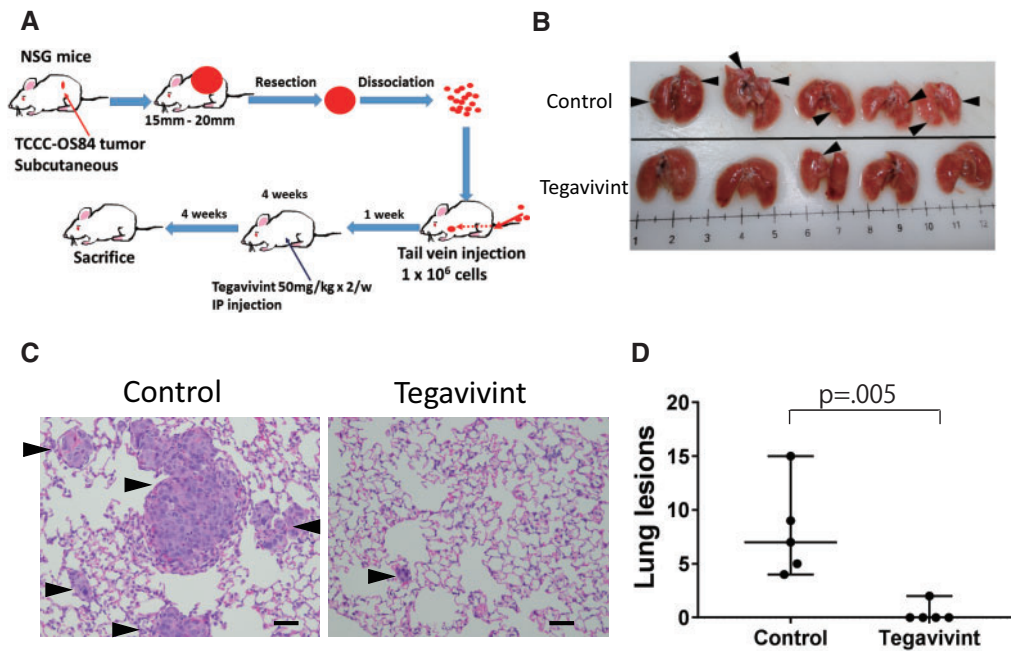 A
NSG mice
15mm - 20mm
Resection
Dissociation
TCCC-OS84 tumor
Subcutaneous
4 weeks
4 weeks
1 week
Sacrifice
Tegavivint 50mg/kg x 2/w
IP injection
Tail vein injection
1 x 10⁶ cells
B
Control
Tegavivint
1 2 3 4 5 6 7 8 9 10 11 12
C
Control
Tegavivint
D
p=.005
Lung lesions
20
15
10
5
0
Control
Tegavivint